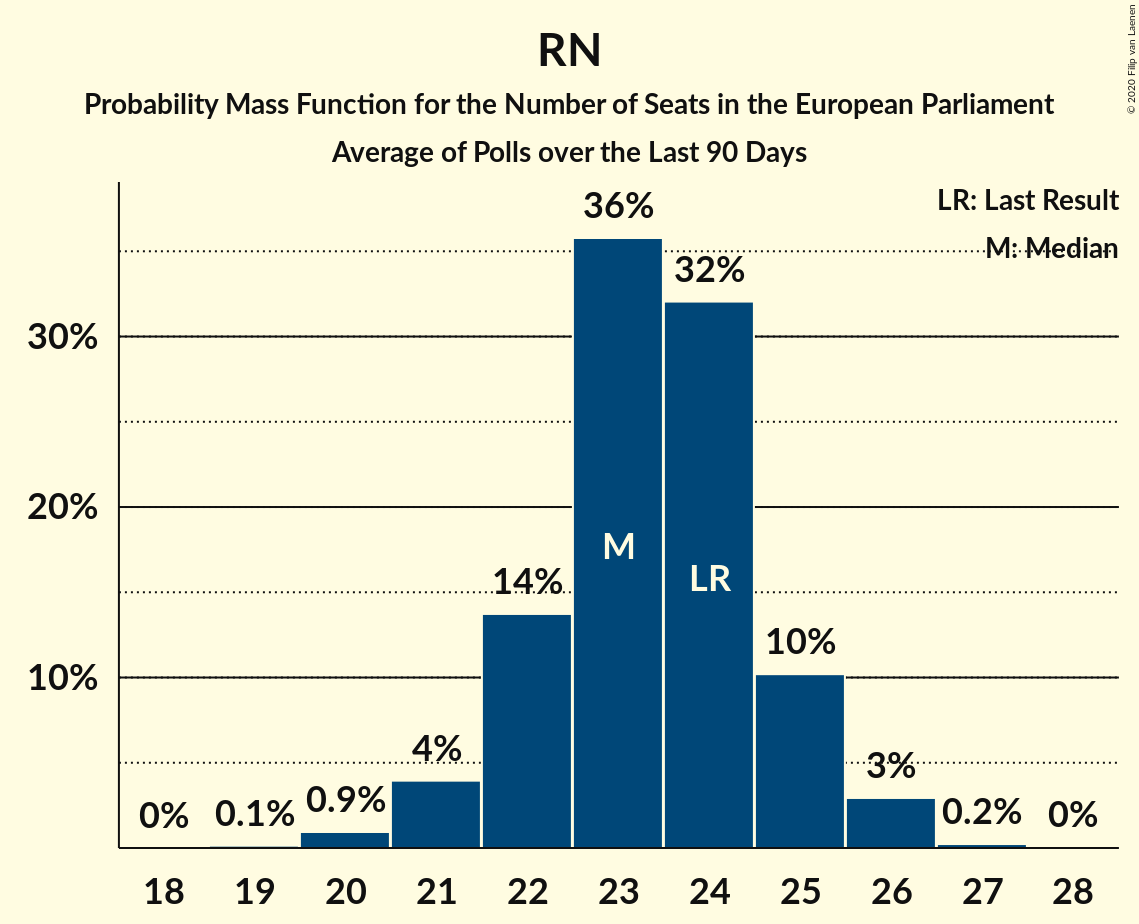 RN
Probability Mass Function for the Number of Seats in the European Parliament
Average of Polls over the Last 90 Days
© 2020 Filip van Laenen
LR: Last Result
M: Median
36%
32%
30%
20%
10%
M
LR
14%
10%
4%
3%
0%
0.1%
0.9%
0.2%
0%
18 19 20 21 22 23 24 25 26 27 28